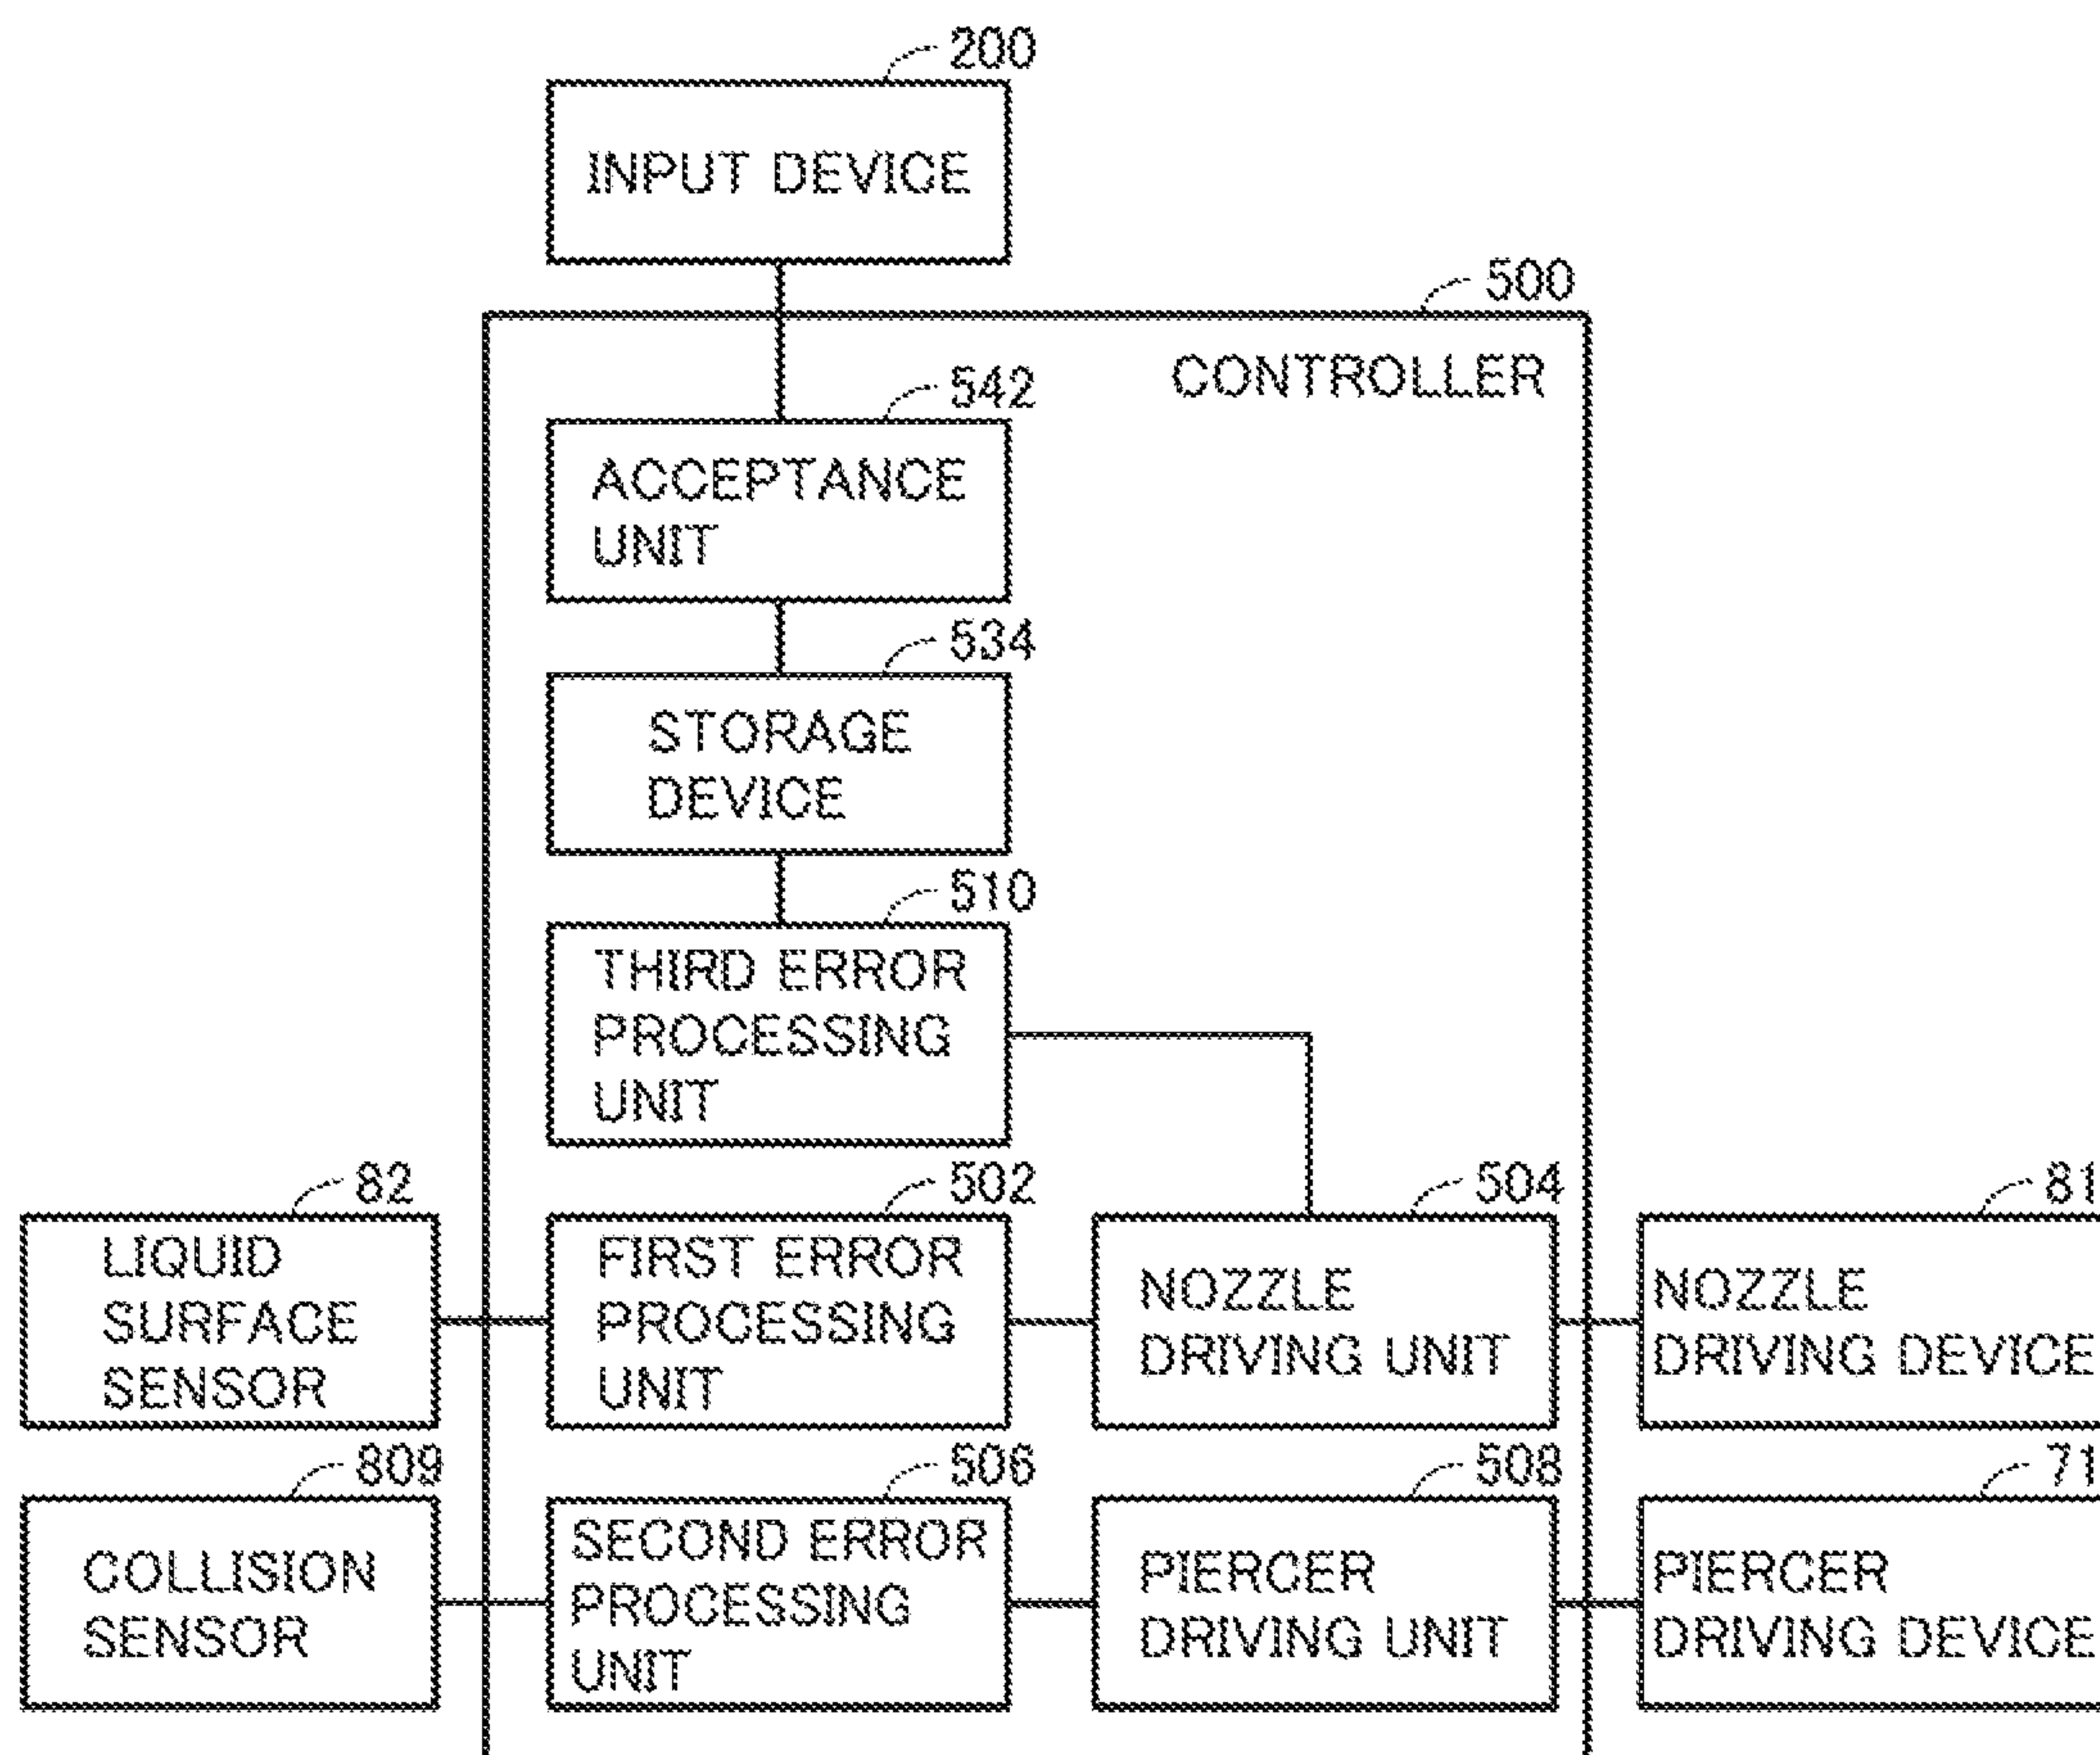 200
INPUT DEVICE
500
CONTROLLER
542
ACCEPTANCE
UNIT
534
STORAGE
DEVICE
510
THIRD ERROR
PROCESSING
UNIT
82
LIQUID
SURFACE
SENSOR
502
FIRST ERROR
PROCESSING
UNIT
504
NOZZLE
DRIVING UNIT
81
NOZZLE
DRIVING DEVICE
809
COLLISION
SENSOR
506
SECOND ERROR
PROCESSING
UNIT
508
PIERCER
DRIVING UNIT
71
PIERCER
DRIVING DEVICE